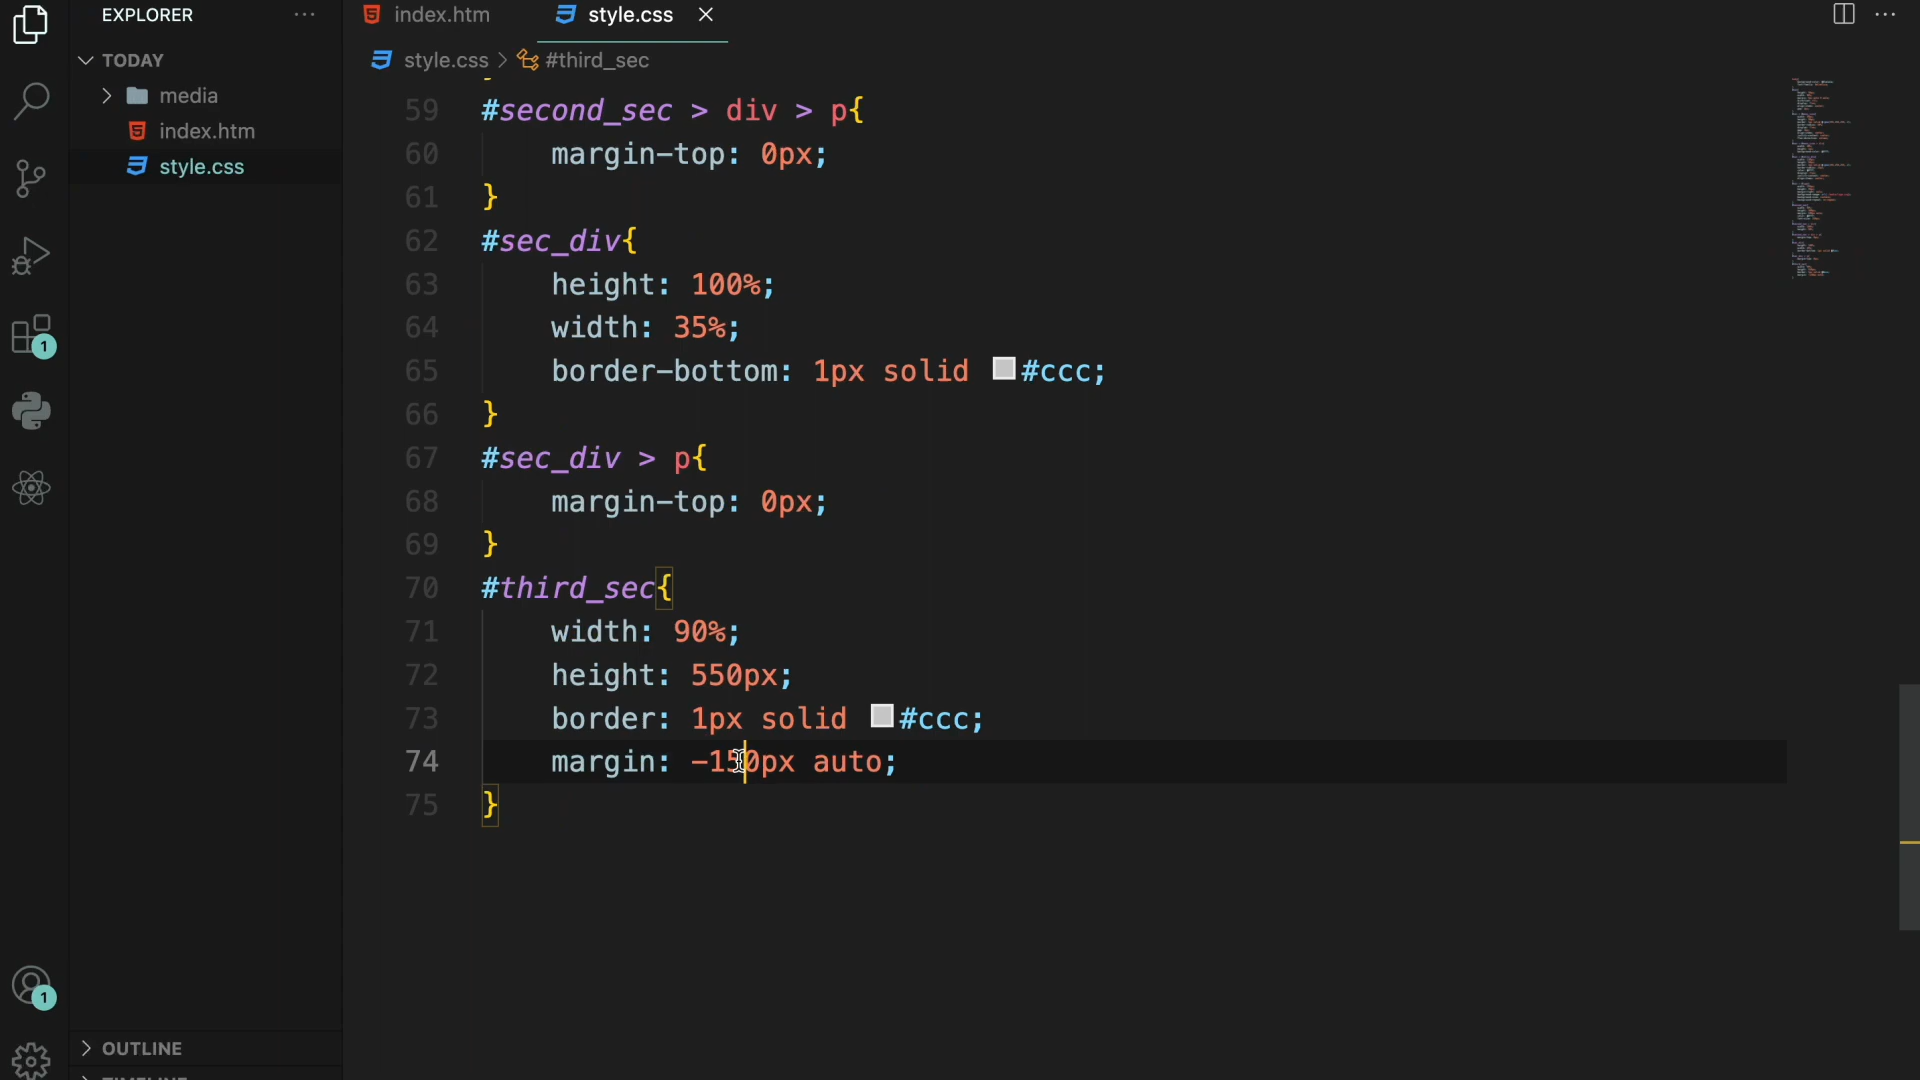 EXPLORER
TODAY
media
index.htm
style.css
OUTLINE
1
1
index.htm
style.css
style.css > #third_sec
59 #second_sec > div > p{
60 margin-top: 0px;
61 }
62 #sec_div{
63 height: 100%;
64 width: 35%;
65 border-bottom: 1px solid #ccc;
66 }
67 #sec_div > p{
68 margin-top: 0px;
69 }
70 #third_sec{
71 width: 90%;
72 height: 550px;
73 border: 1px solid #ccc;
74 margin: -150px auto;
75 }